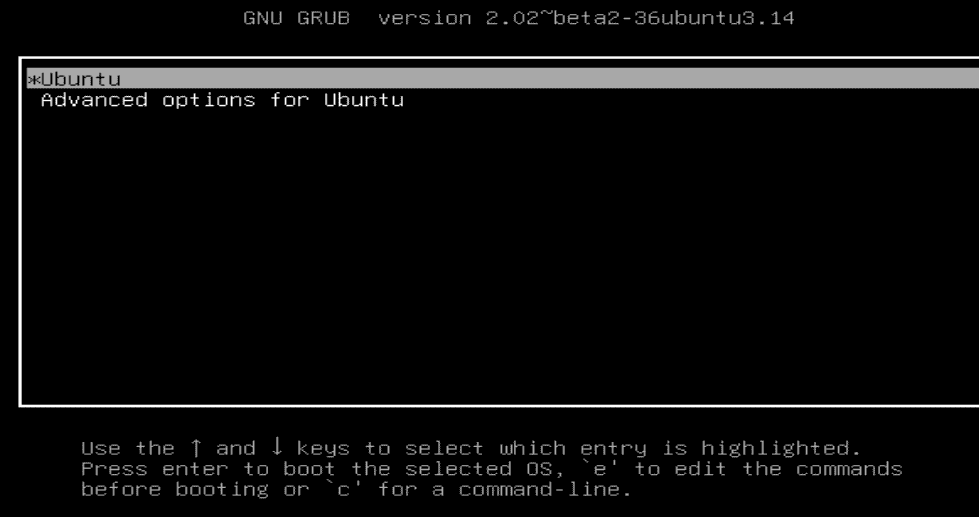 GNU GRUB  version 2.02~beta2-36ubuntu3.14
*Ubuntu
Advanced options for Ubuntu
Use the ↑ and ↓ keys to select which entry is highlighted.
Press enter to boot the selected OS, `e' to edit the commands
before booting or `c' for a command-line.